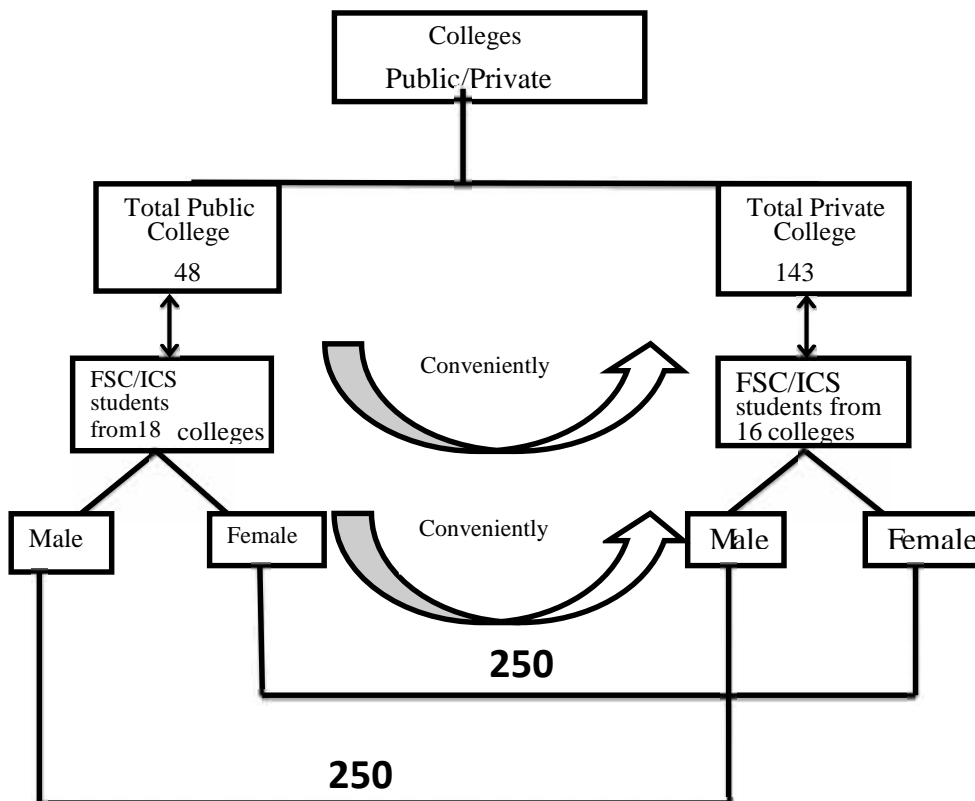 Colleges
Public/Private
Total Public
College
48
Total Private
College
143
FSC/ICS
students
from18 colleges
Conveniently
FSC/ICS
students from
16 colleges
Male
Female
Conveniently
Male
Female
250
250